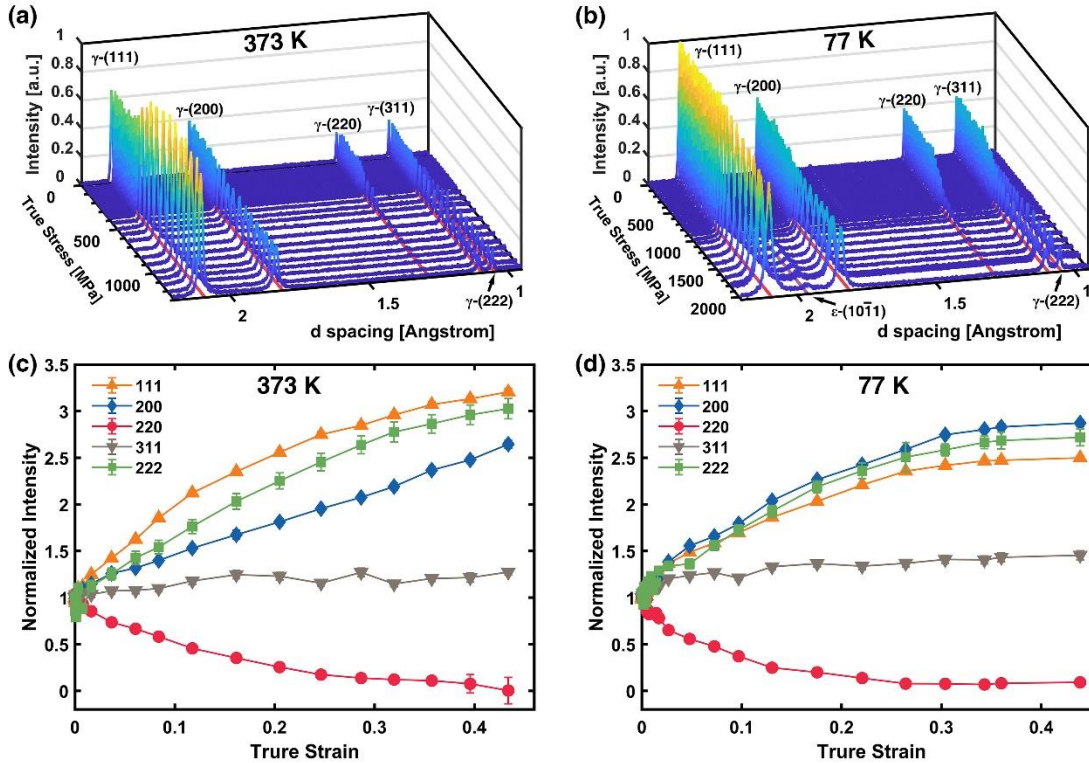 (a)
373 K
Intensity [a.u.]
1
0.8
0.6
0.4
0.2
0
γ-(111)
γ-(200)
γ-(220)
γ-(311)
γ-(222)
True Stress [MPa]
0
500
1000
2
1.5
1
d spacing [Angstrom]
(b)
77 K
Intensity [a.u.]
1
0.8
0.6
0.4
0.2
0
γ-(111)
γ-(200)
γ-(220)
γ-(311)
γ-(222)
ε-(101̄1)
True Stress [MPa]
0
500
1000
1500
2000
2
1.5
1
d spacing [Angstrom]
(c)
373 K
111
200
220
311
222
Normalized Intensity
3.5
3
2.5
2
1.5
1
0.5
0
0 0.1 0.2 0.3 0.4
Trure Strain
(d)
77 K
111
200
220
311
222
Normalized Intensity
3.5
3
2.5
2
1.5
1
0.5
0
0 0.1 0.2 0.3 0.4
Trure Strain